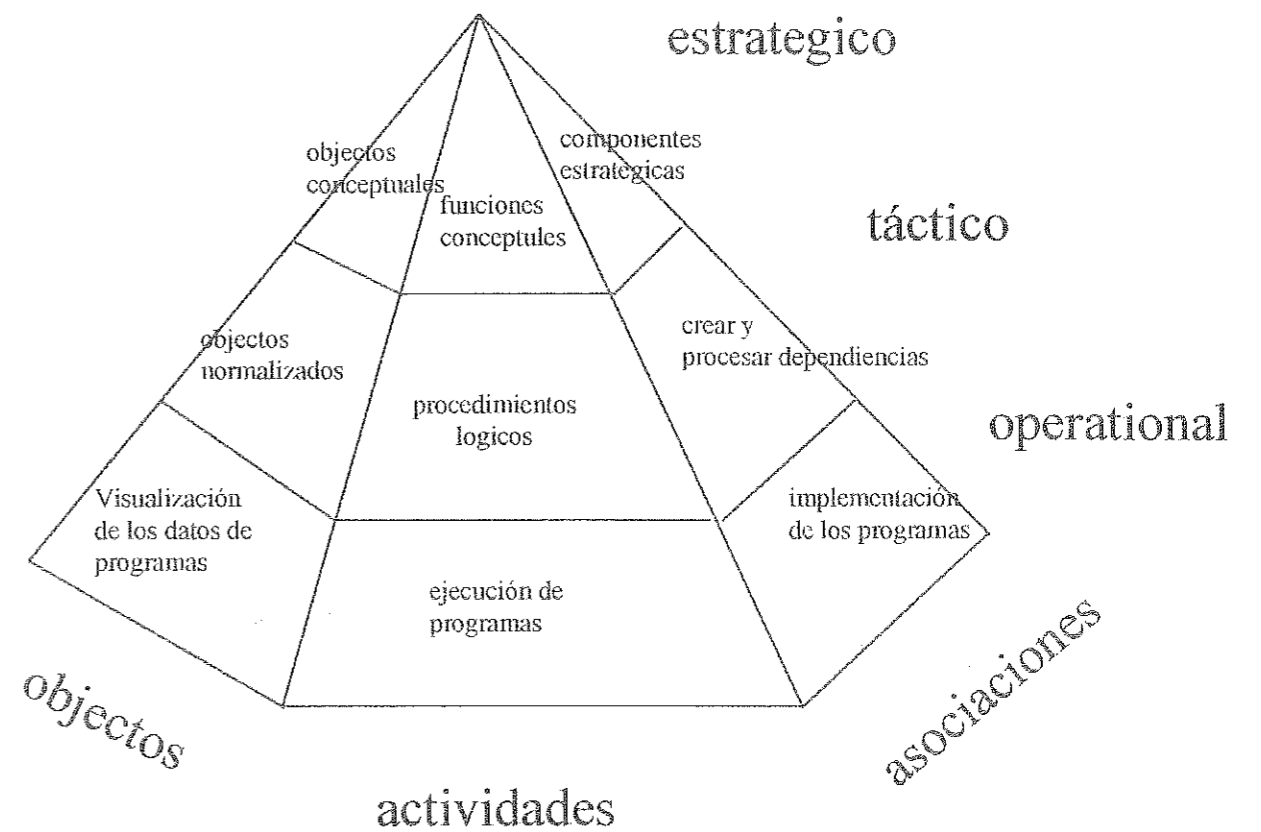 estrategico
objectos
conceptuales
componentes
estrategicas
funciones
conceptules
táctico
objectos
normalizados
crear y
procesar dependiencias
procedimientos
logicos
operational
Visualización
de los datos de
programas
implementación
de los programas
ejecución de
programas
objectos
actividades
asociaciones